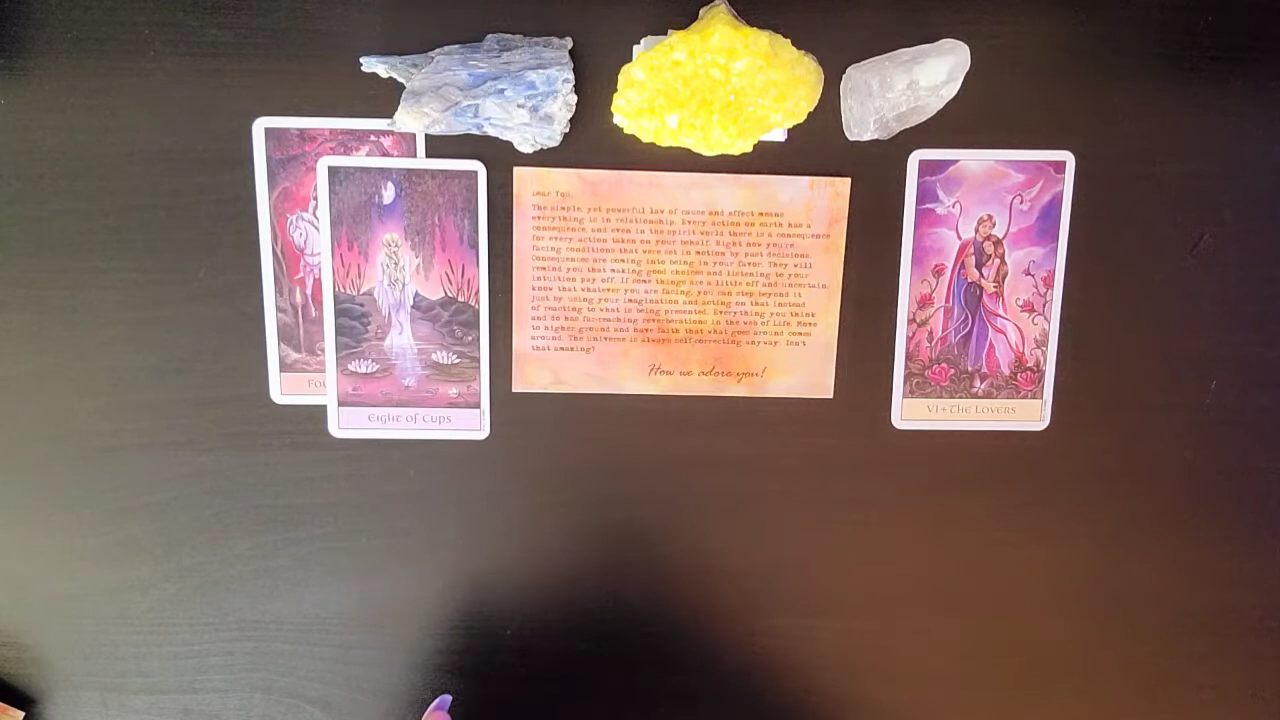 Dear You,
The simple, yet powerful law of cause and effect means
everything is in relationship. Every action on earth has a
consequence, and even in the spirit world there is a consequence
for every action taken on your behalf. Right now you're
facing conditions that were set in motion by past decisions.
Consequences are coming into being in your favor. They will
remind you that making good choices and listening to your
intuition pay off. If some things are a little off and uncertain,
know that whatever you are facing, you can step beyond it
just by using your imagination and acting on that instead
of reacting to what is being presented. Everything you think
and do has far-reaching reverberations in the web of Life. Move
to higher ground and have faith that what goes around comes
around. The universe is always self-correcting anyway. Isn't
that amazing?
How we adore you!
FOU
EIGHT OF CUPS
VI + THE LOVERS